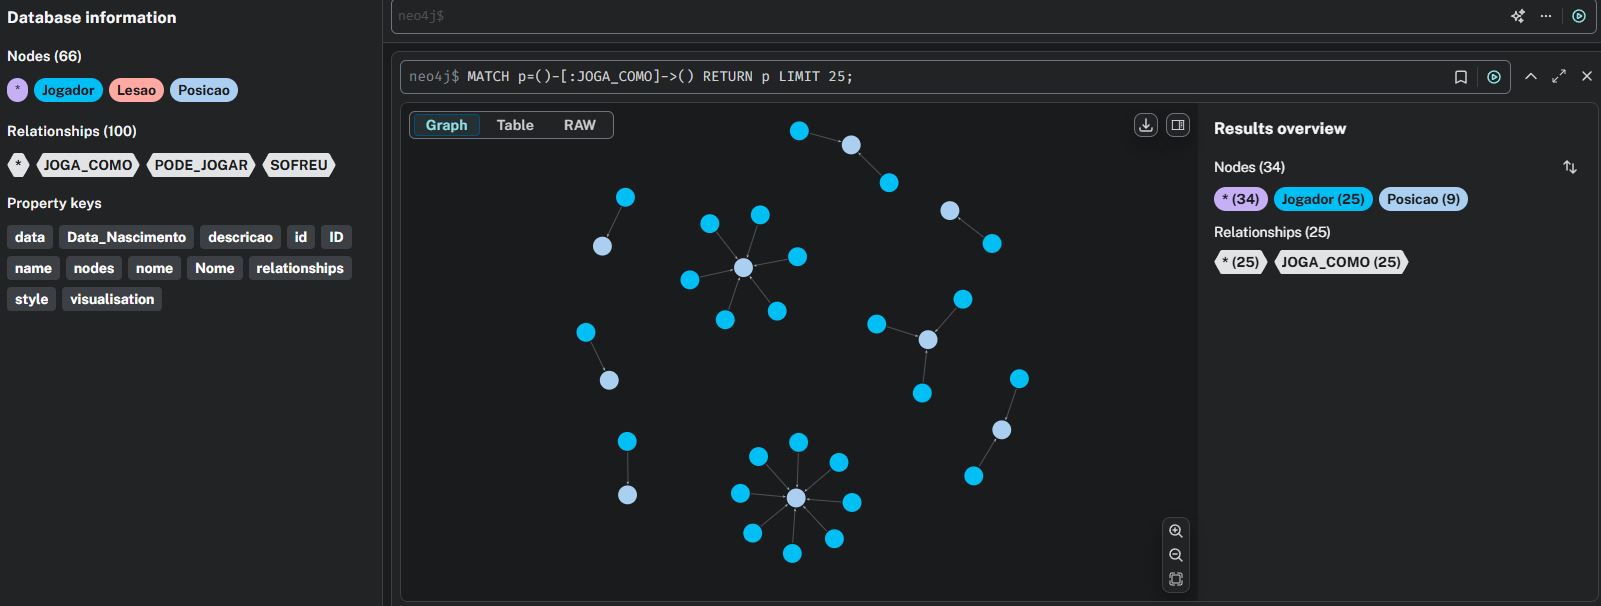 Database information
Nodes (66)
* Jogador Lesao Posicao
Relationships (100)
* JOGA_COMO PODE_JOGAR SOFREU
Property keys
data Data_Nascimento descricao id ID
name nodes nome Nome relationships
style visualisation
neo4j$
neo4j$ MATCH p=()-[:JOGA_COMO]->() RETURN p LIMIT 25;
Graph Table RAW
Results overview
Nodes (34)
* (34) Jogador (25) Posicao (9)
Relationships (25)
* (25) JOGA_COMO (25)